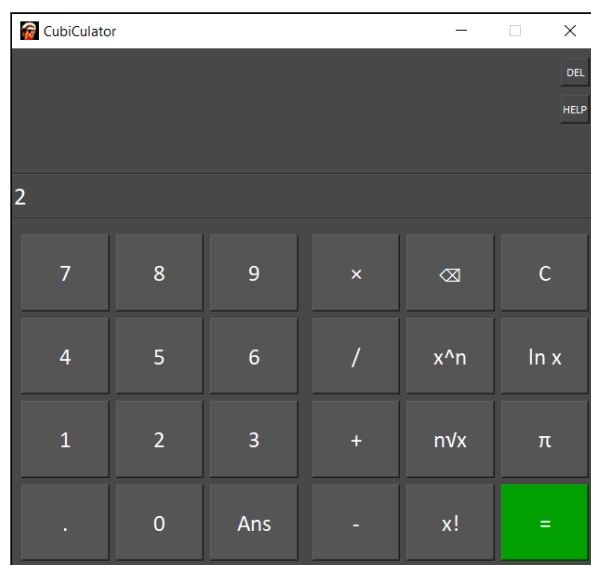 CubiCulator
DEL
HELP
2
7 8 9 × ⌫ C
4 5 6 / x^n ln x
1 2 3 + n√x π
. 0 Ans - x! =